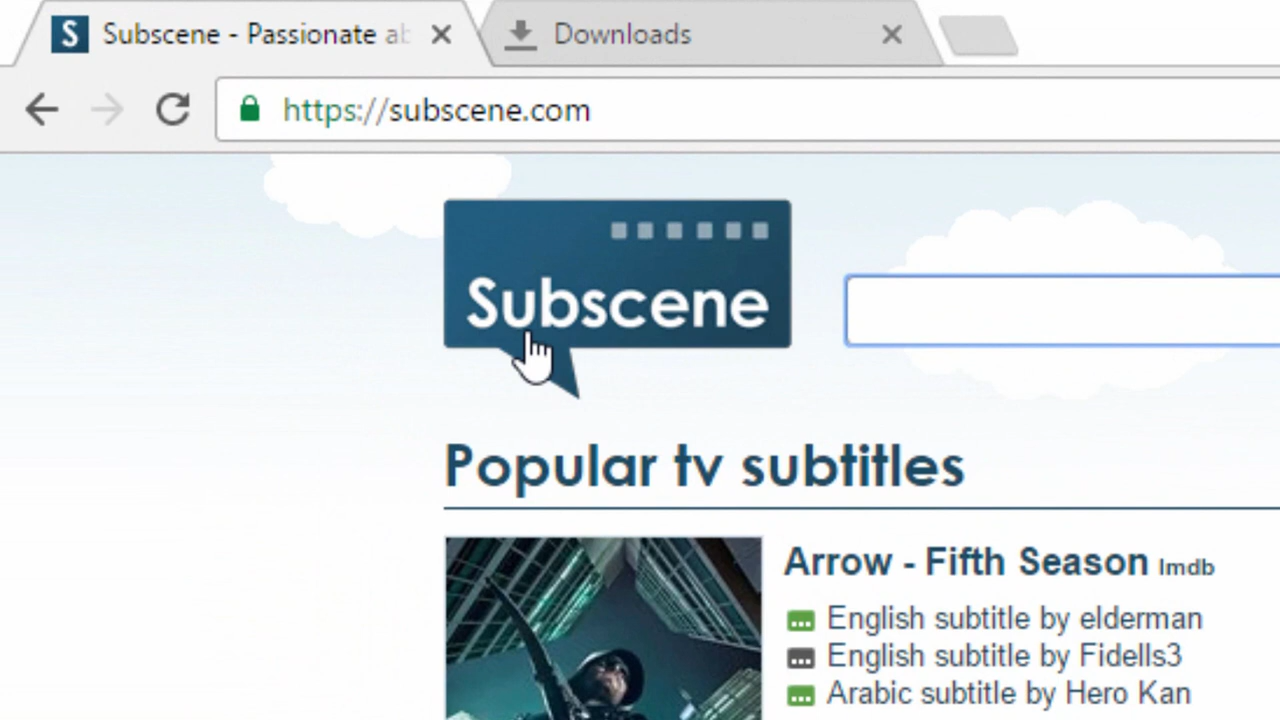 S Subscene - Passionate ab
Downloads
https://subscene.com
Subscene
Popular tv subtitles
Arrow - Fifth Season Imdb
English subtitle by elderman
English subtitle by Fidells3
Arabic subtitle by Hero Kan